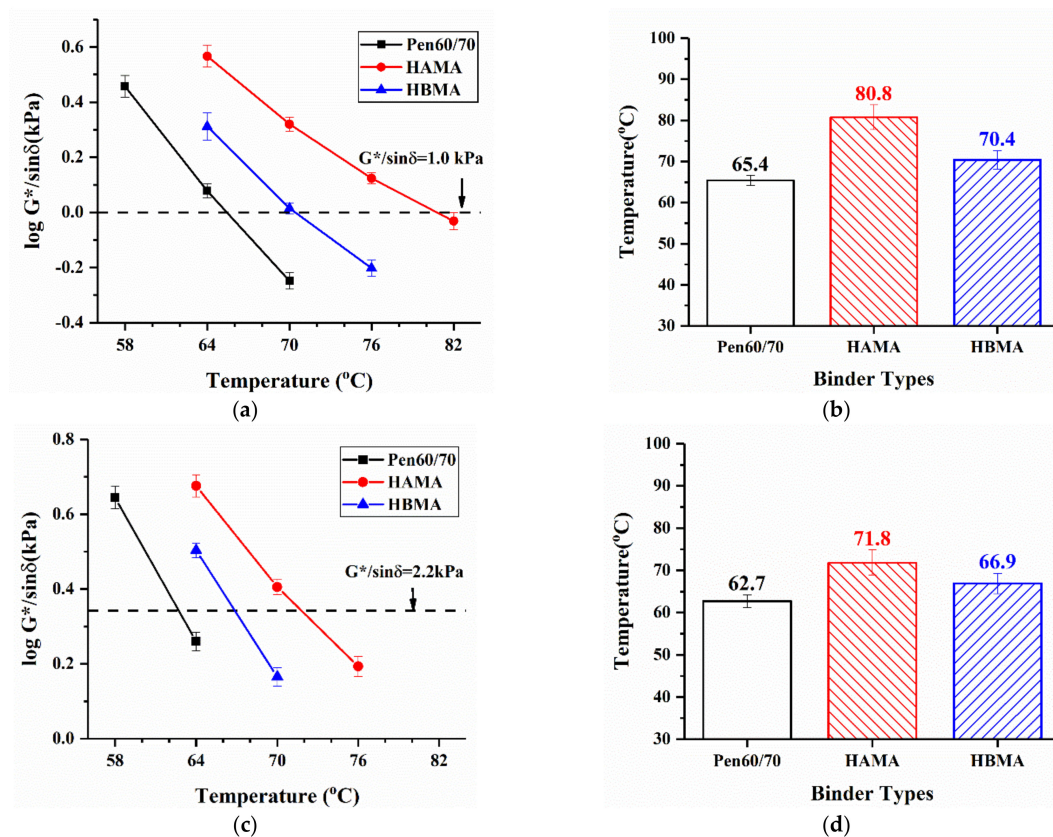 0.6
0.4
0.2
0.0
-0.2
-0.4
log G*/sinδ(kPa)
Pen60/70
HAMA
HBMA
G*/sinδ=1.0 kPa
58 64 70 76 82
Temperature (°C)
(a)
100
90
80
70
60
50
40
30
Temperature(°C)
65.4
80.8
70.4
Pen60/70 HAMA HBMA
Binder Types
(b)
0.8
0.6
0.4
0.2
0.0
log G*/sinδ(kPa)
Pen60/70
HAMA
HBMA
G*/sinδ=2.2kPa
58 64 70 76 82
Temperature (°C)
(c)
100
90
80
70
60
50
40
30
Temperature(°C)
62.7
71.8
66.9
Pen60/70 HAMA HBMA
Binder Types
(d)